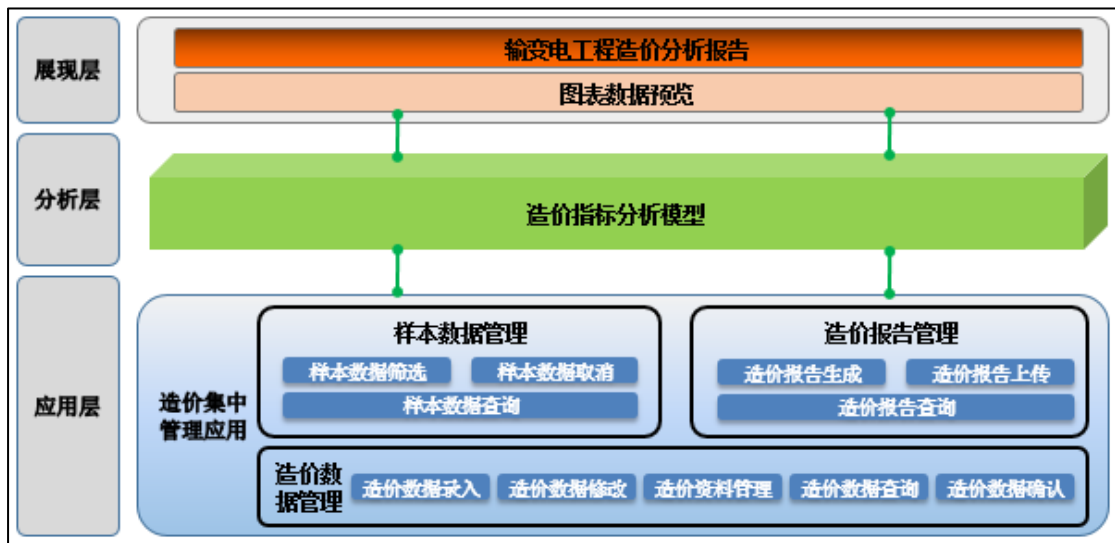 展现层
输变电工程造价分析报告
图表数据预览
分析层
造价指标分析模型
应用层
造价集中
管理应用
样本数据管理
样本数据筛选
样本数据取消
样本数据查询
造价报告管理
造价报告生成
造价报告上传
造价报告查询
造价数
据管理
造价数据录入
造价数据修改
造价资料管理
造价数据查询
造价数据确认